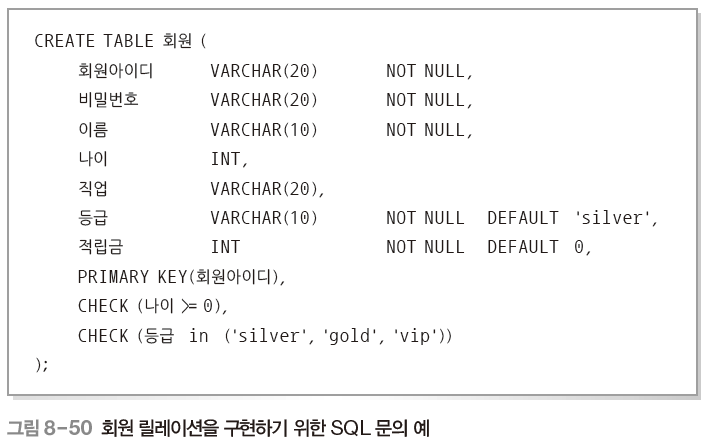 CREATE TABLE 회원 (
회원아이디 VARCHAR(20) NOT NULL,
비밀번호 VARCHAR(20) NOT NULL,
이름 VARCHAR(10) NOT NULL,
나이 INT,
직업 VARCHAR(20),
등급 VARCHAR(10) NOT NULL DEFAULT 'silver',
적립금 INT NOT NULL DEFAULT 0,
PRIMARY KEY(회원아이디),
CHECK (나이 >= 0),
CHECK (등급 in ('silver', 'gold', 'vip'))
);
그림 8-50 회원 릴레이션을 구현하기 위한 SQL 문의 예